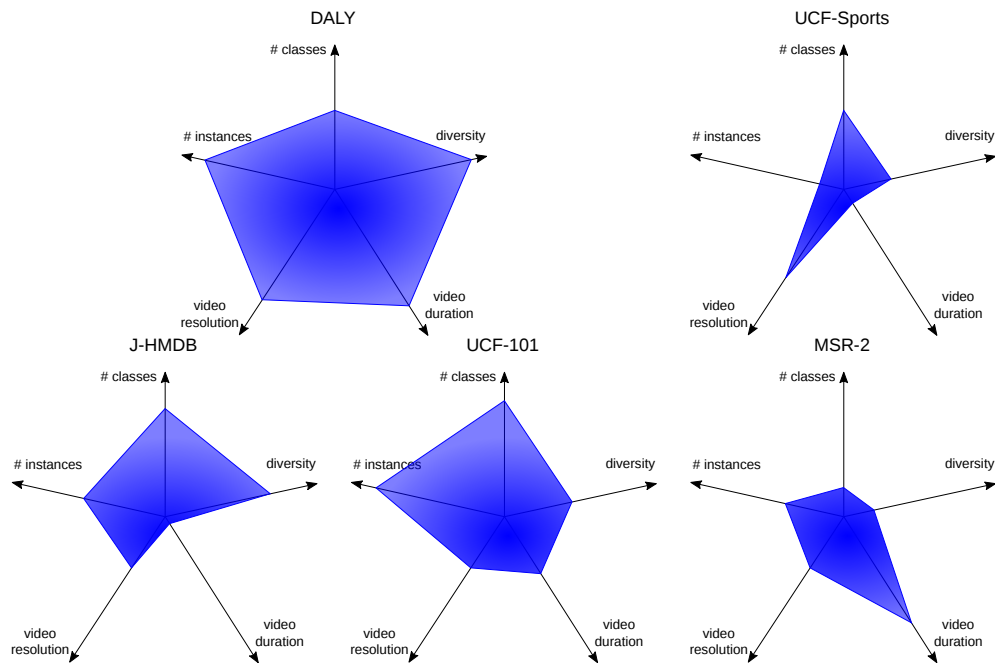 DALY
# classes
# instances
diversity
video
resolution
video
duration
UCF-Sports
# classes
# instances
diversity
video
resolution
video
duration
J-HMDB
# classes
# instances
diversity
video
resolution
video
duration
UCF-101
# classes
# instances
diversity
video
resolution
video
duration
MSR-2
# classes
# instances
diversity
video
resolution
video
duration